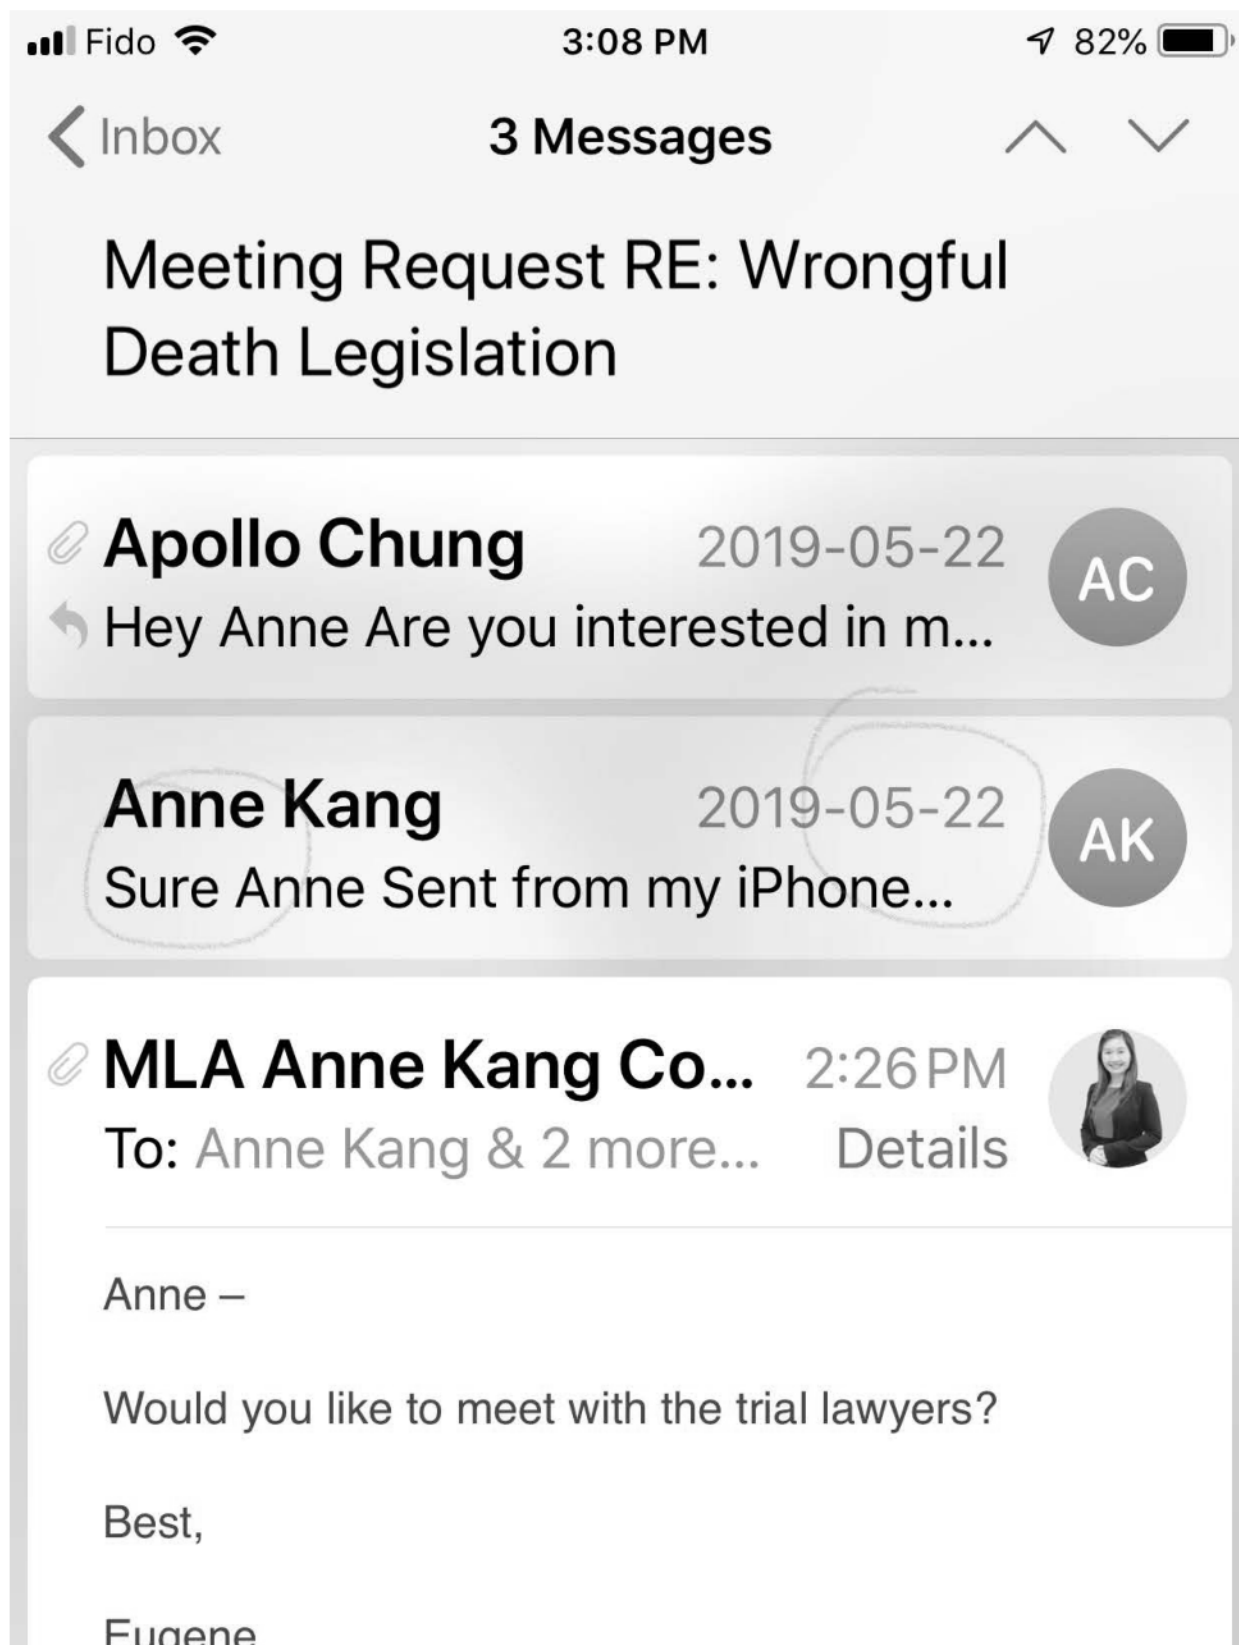 Fido 3:08 PM 82%
Inbox 3 Messages
Meeting Request RE: Wrongful
Death Legislation
Apollo Chung 2019-05-22 AC
Hey Anne Are you interested in m...
Anne Kang 2019-05-22 AK
Sure Anne Sent from my iPhone...
MLA Anne Kang Co... 2:26 PM
To: Anne Kang & 2 more... Details
Anne –
Would you like to meet with the trial lawyers?
Best,
Eugene